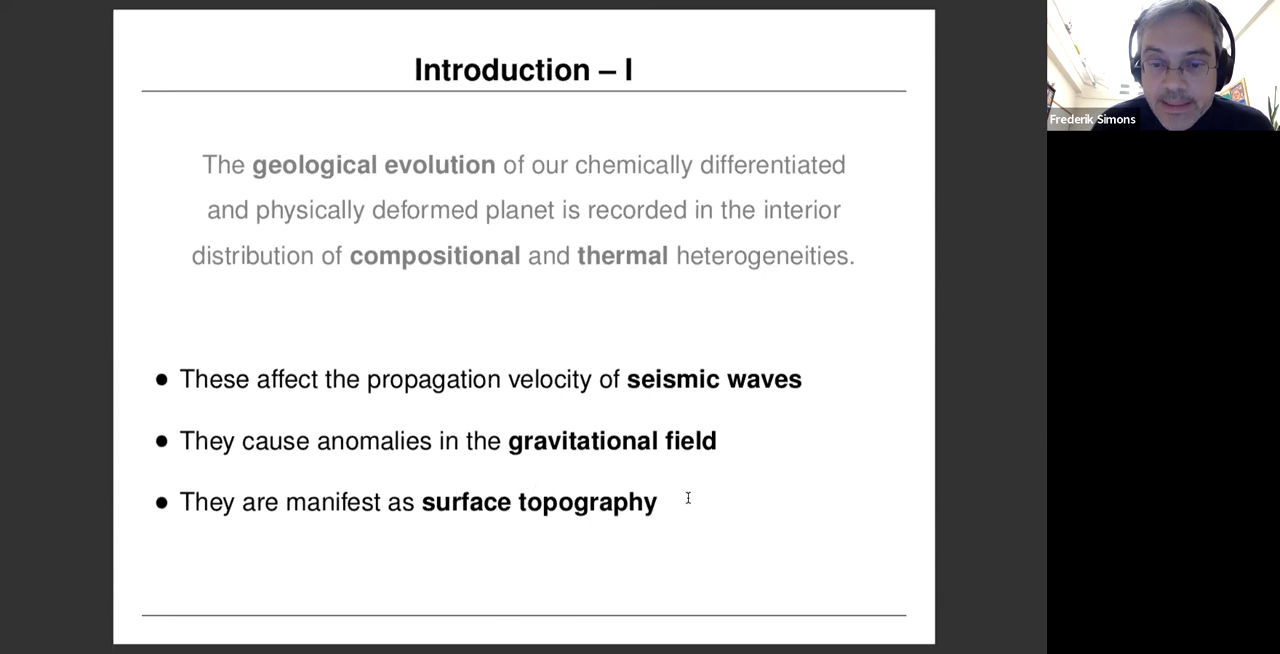 Introduction – I
The geological evolution of our chemically differentiated
and physically deformed planet is recorded in the interior
distribution of compositional and thermal heterogeneities.
● These affect the propagation velocity of seismic waves
● They cause anomalies in the gravitational field
● They are manifest as surface topography
Frederik Simons